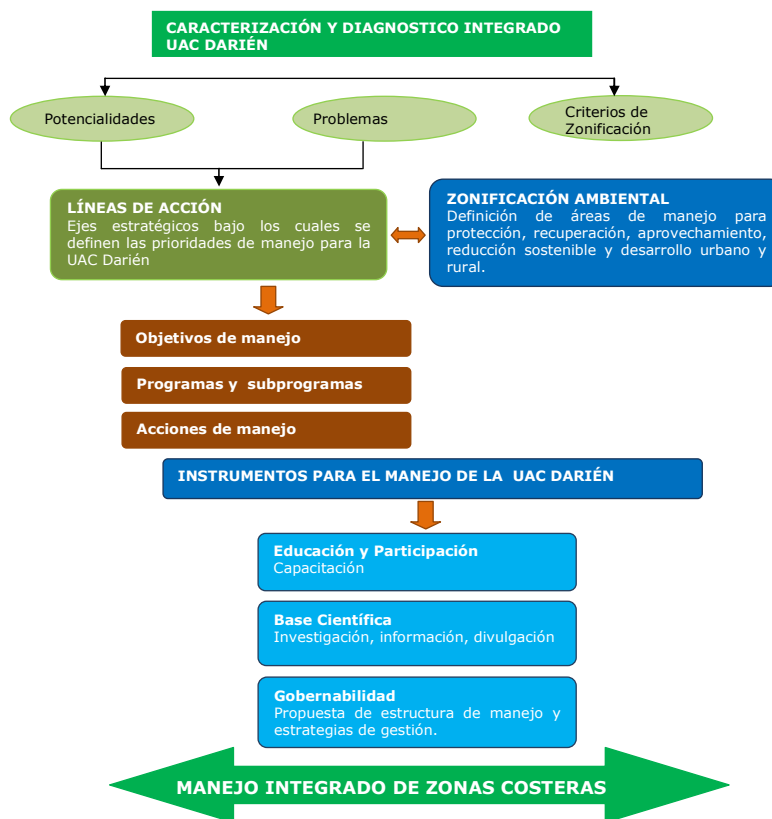 CARACTERIZACIÓN Y DIAGNOSTICO INTEGRADO
UAC DARIÉN
Potencialidades
Problemas
Criterios de
Zonificación
LÍNEAS DE ACCIÓN
Ejes estratégicos bajo los cuales se
definen las prioridades de manejo para la
UAC Darién
ZONIFICACIÓN AMBIENTAL
Definición de áreas de manejo para
protección, recuperación, aprovechamiento,
reducción sostenible y desarrollo urbano y
rural.
Objetivos de manejo
Programas y subprogramas
Acciones de manejo
INSTRUMENTOS PARA EL MANEJO DE LA UAC DARIÉN
Educación y Participación
Capacitación
Base Científica
Investigación, información, divulgación
Gobernabilidad
Propuesta de estructura de manejo y
estrategias de gestión.
MANEJO INTEGRADO DE ZONAS COSTERAS